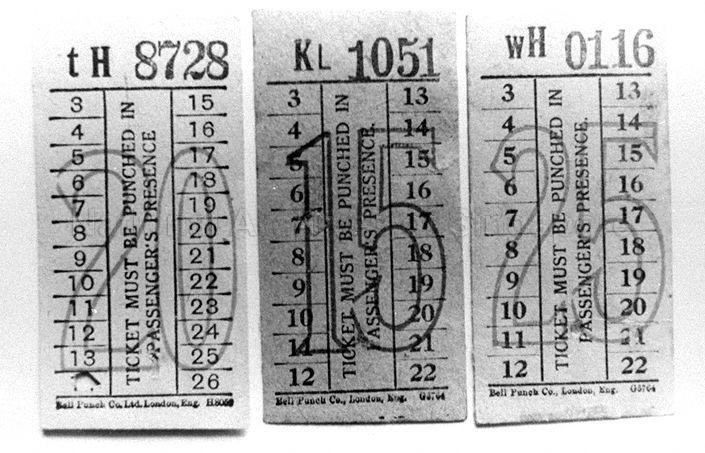 tH 8728
3 15
4 16
5 17
6 18
7 19
8 20
9 21
10 22
11 23
12 24
13 25
26
TICKET MUST BE PUNCHED IN
PASSENGER'S PRESENCE
20
Bell Punch Co. Ltd. London, Eng.
KL 1051
3 13
4 14
5 15
6 16
7 17
8 18
9 19
10 20
11 21
12 22
TICKET MUST BE PUNCHED IN
PASSENGER'S PRESENCE.
15
Bell Punch Co., London, Eng. G5764
wH 0116
3 13
4 14
5 15
6 16
7 17
8 18
9 19
10 20
11 21
12 22
TICKET MUST BE PUNCHED IN
PASSENGER'S PRESENCE.
25
Bell Punch Co., London, Eng. G5764